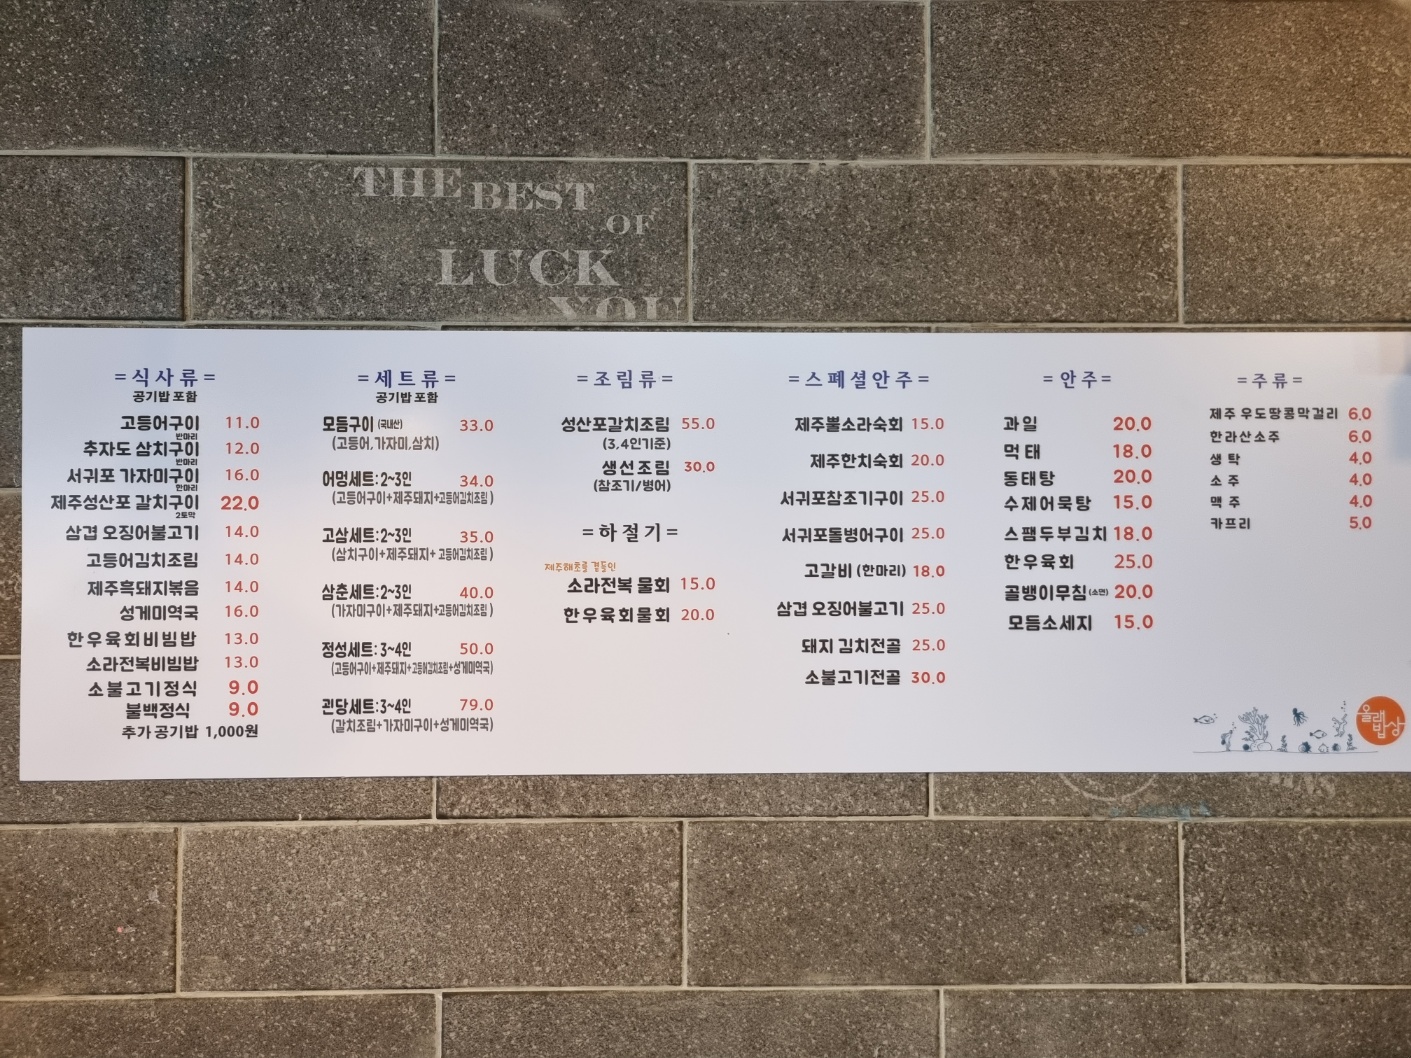 THE BEST
OF
LUCK
YOU
=식사류=
공기밥 포함
고등어구이 11.0
반마리
추자도 삼치구이 12.0
반마리
서귀포 가자미구이 16.0
한마리
제주성산포 갈치구이 22.0
2토막
삼겹 오징어불고기 14.0
고등어김치조림 14.0
제주흑돼지볶음 14.0
성게미역국 16.0
한우육회비빔밥 13.0
소라전복비빔밥 13.0
소불고기정식 9.0
불백정식 9.0
추가 공기밥 1,000원
=세트류=
공기밥 포함
모듬구이 (국내산) 33.0
(고등어,가자미,삼치)
어멍세트:2~3인 34.0
(고등어구이+제주돼지+고등어김치조림)
고삼세트:2~3인 35.0
(삼치구이+제주돼지+고등어김치조림)
삼춘세트:2~3인 40.0
(가자미구이+제주돼지+고등어김치조림)
정성세트:3~4인 50.0
(고등어구이+제주돼지+고등어김치조림+성게미역국)
괸당세트:3~4인 79.0
(갈치조림+가자미구이+성게미역국)
=조림류=
성산포갈치조림 55.0
(3,4인기준)
생선조림 30.0
(참조기/병어)
=하절기=
제주해초를 곁들인
소라전복 물회 15.0
한우육회물회 20.0
=스페셜안주=
제주뿔소라숙회 15.0
제주한치숙회 20.0
서귀포참조기구이 25.0
서귀포돌병어구이 25.0
고갈비 (한마리) 18.0
삼겹 오징어불고기 25.0
돼지 김치전골 25.0
소불고기전골 30.0
=안주=
과일 20.0
먹태 18.0
동태탕 20.0
수제어묵탕 15.0
스팸두부김치 18.0
한우육회 25.0
골뱅이무침(소면) 20.0
모듬소세지 15.0
=주류=
제주 우도땅콩막걸리 6.0
한라산소주 6.0
생탁 4.0
소주 4.0
맥주 4.0
카프리 5.0
올래
밥상